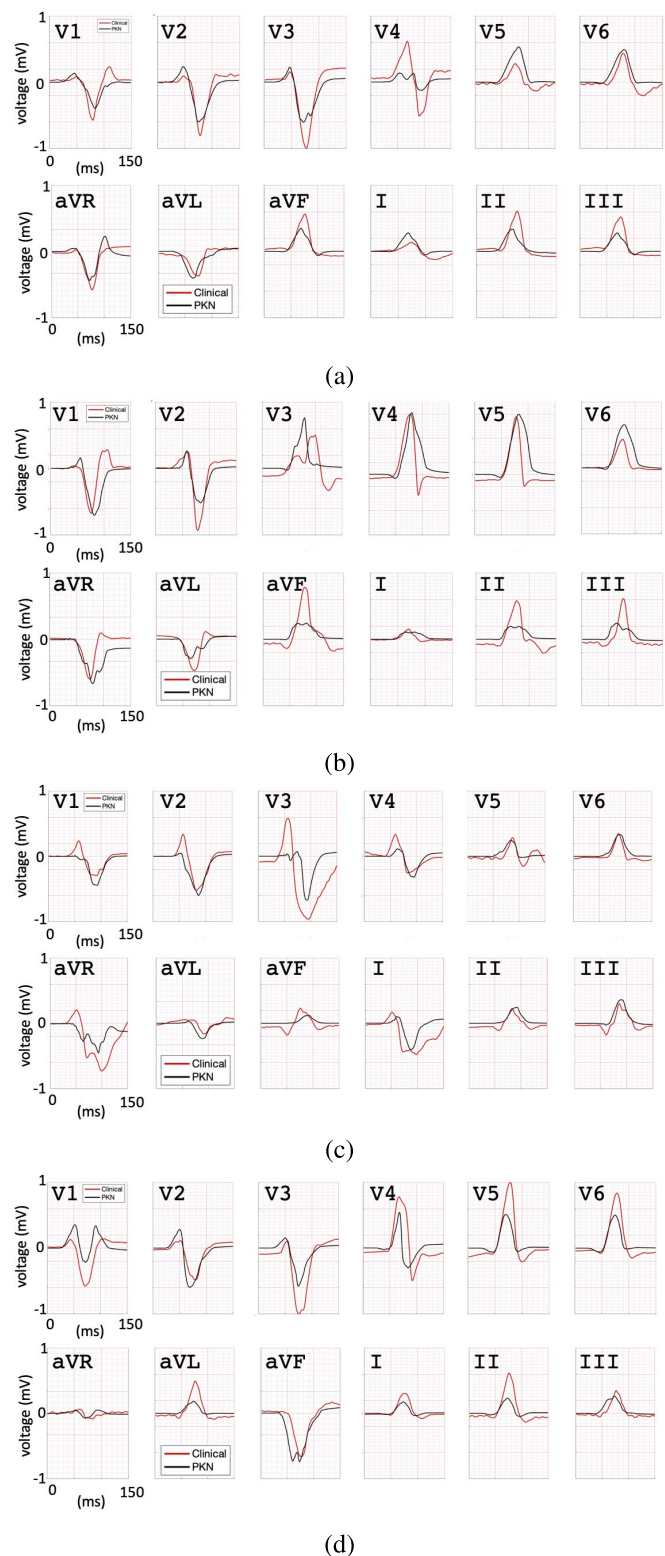 V1 V2 V3 V4 V5 V6
Clinical
PKN
voltage (mV)
1
0
-1
0 150
(ms)
aVR aVL aVF I II III
voltage (mV)
1
0
-1
Clinical
PKN
0 150
(ms)
(a)
V1 V2 V3 V4 V5 V6
Clinical
PKN
voltage (mV)
1
0
-1
0 150
(ms)
aVR aVL aVF I II III
voltage (mV)
1
0
-1
Clinical
PKN
0 150
(ms)
(b)
V1 V2 V3 V4 V5 V6
Clinical
PKN
voltage (mV)
1
0
-1
0 150
(ms)
aVR aVL aVF I II III
voltage (mV)
1
0
-1
Clinical
PKN
0 150
(ms)
(c)
V1 V2 V3 V4 V5 V6
Clinical
PKN
voltage (mV)
1
0
-1
0 150
(ms)
aVR aVL aVF I II III
voltage (mV)
1
0
-1
Clinical
PKN
0 150
(ms)
(d)